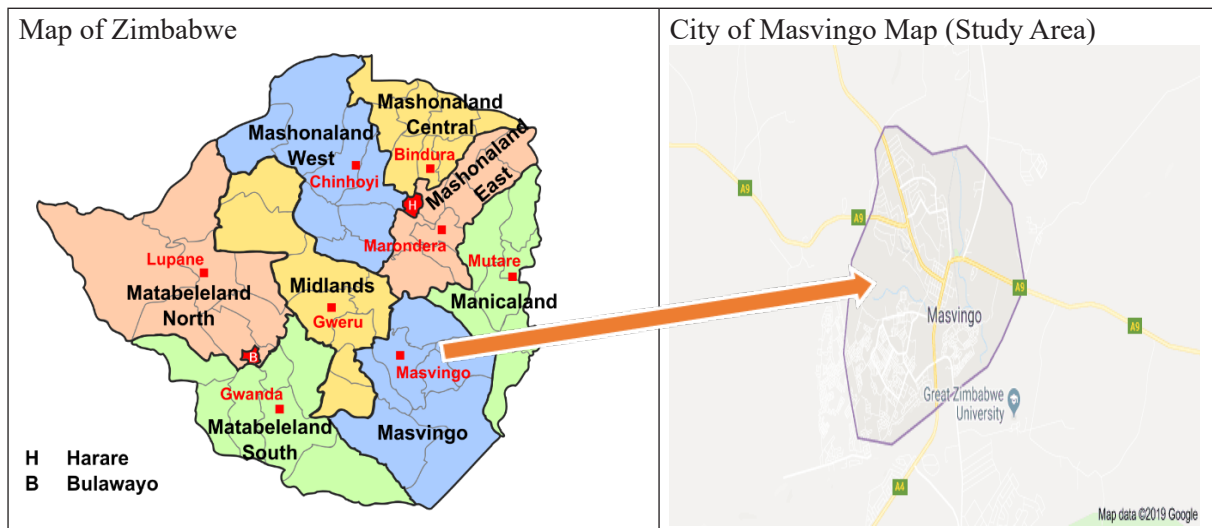 Map of Zimbabwe
Mashonaland
Central
Mashonaland
West
Bindura
Chinhoyi
Mashonaland
East
H
Marondera
Mutare
Lupane
Midlands
Manicaland
Matabeleland
North
Gweru
B
Masvingo
Gwanda
Matabeleland
South
Masvingo
H Harare
B Bulawayo
City of Masvingo Map (Study Area)
A9
A9
A9
A9
Masvingo
Great Zimbabwe
University
A4
Map data ©2019 Google